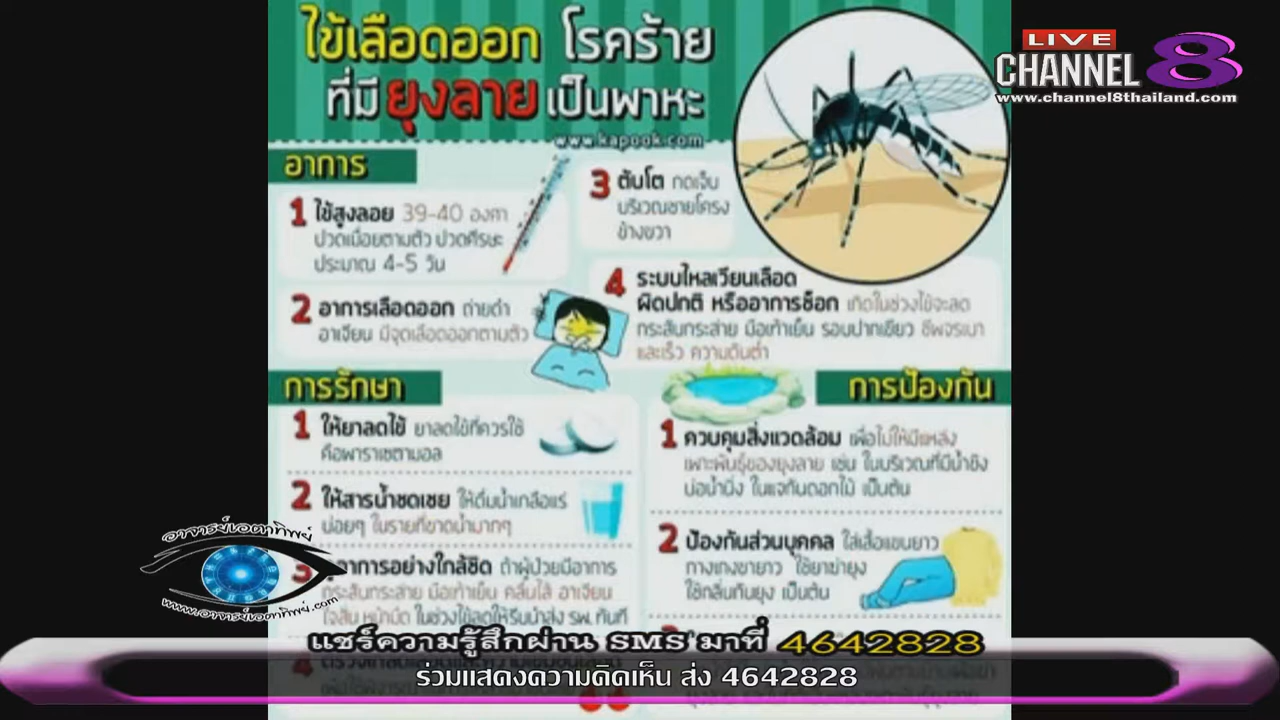 ไข้เลือดออก โรคร้าย
ที่มี ยุงลาย เป็นพาหะ
www.kapook.com
LIVE
CHANNEL 8
www.channel8thailand.com
อาการ
1 ไข้สูงลอย 39-40 องศา
ปวดเมื่อยตามตัว ปวดศีรษะ
ประมาณ 4-5 วัน
2 อาการเลือดออก ถ่ายดำ
อาเจียน มีจุดเลือดออกตามตัว
3 ตับโต กดเจ็บ
บริเวณชายโครง
ข้างขวา
4 ระบบไหลเวียนเลือด
ผิดปกติ หรืออาการช็อก เกิดในช่วงไข้จะลด
กระสับกระส่าย มือเท้าเย็น รอบปากเขียว ชีพจรเบา
และเร็ว ความดันต่ำ
การรักษา
1 ให้ยาลดไข้ ยาลดไข้ที่ควรใช้
คือพาราเซตามอล
2 ให้สารน้ำชดเชย ให้ดื่มน้ำเกลือแร่
บ่อยๆ ในรายที่ขาดน้ำมากๆ
3 อาการอย่างใกล้ชิด ถ้าผู้ป่วยมีอาการ
กระสับกระส่าย มือเท้าเย็น คลื่นไส้ อาเจียน
ในช่วงไข้ลดให้รีบนำส่ง รพ. ทันที
4
การป้องกัน
1 ควบคุมสิ่งแวดล้อม เพื่อไม่ให้มีแหล่ง
เพาะพันธุ์ของยุงลาย เช่น ในบริเวณที่มีน้ำขัง
บ่อน้ำนิ่ง ในแจกันดอกไม้ เป็นต้น
2 ป้องกันส่วนบุคคล ใส่เสื้อแขนยาว
กางเกงขายาว ใช้ยาฆ่ายุง
ใช้กลิ่นกันยุง เป็นต้น
อาจารย์เอตาทิพย์
www.อาจารย์เอตาทิพย์.com
แชร์ความรู้สึกผ่าน SMS มาที่ 4642828
ร่วมแสดงความคิดเห็น ส่ง 4642828